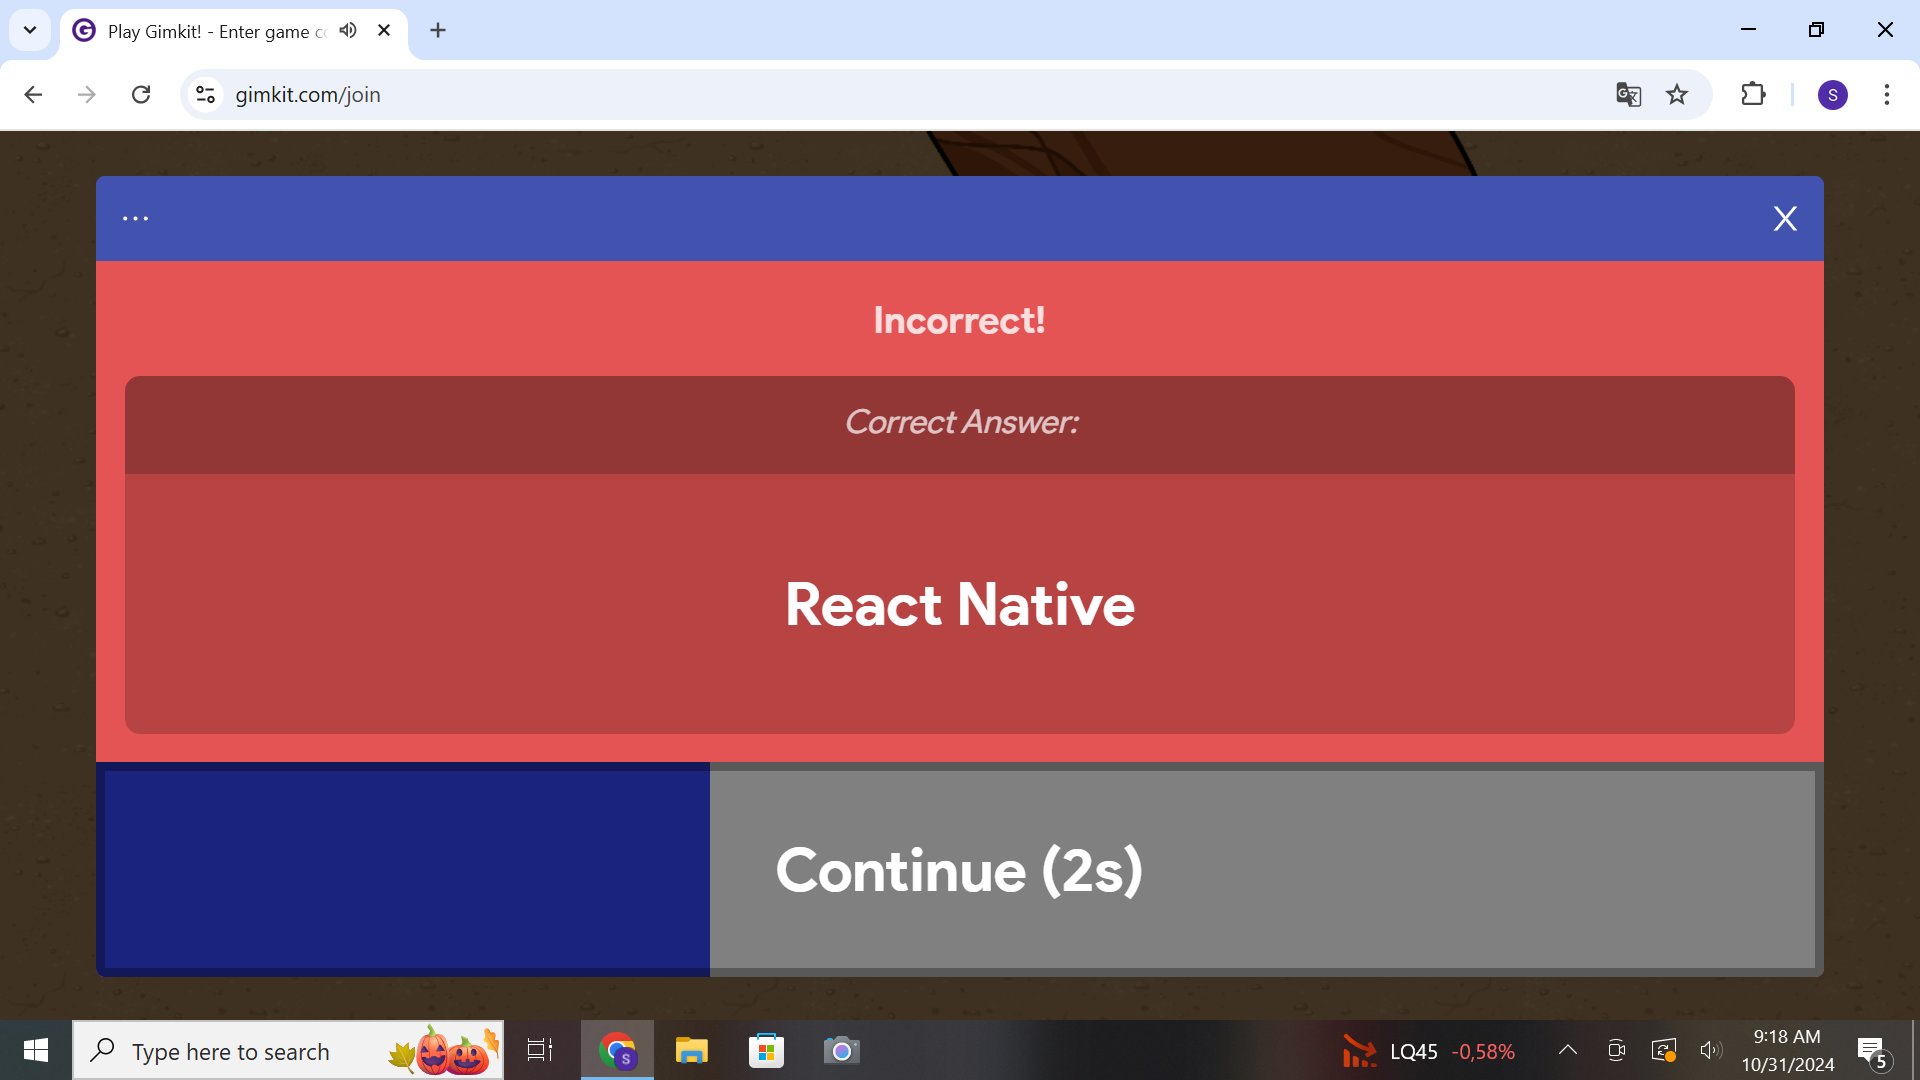 Play Gimkit! - Enter game c
gimkit.com/join
S
...
X
Incorrect!
Correct Answer:
React Native
Continue (2s)
Type here to search
S
LQ45 -0,58%
9:18 AM
10/31/2024
5